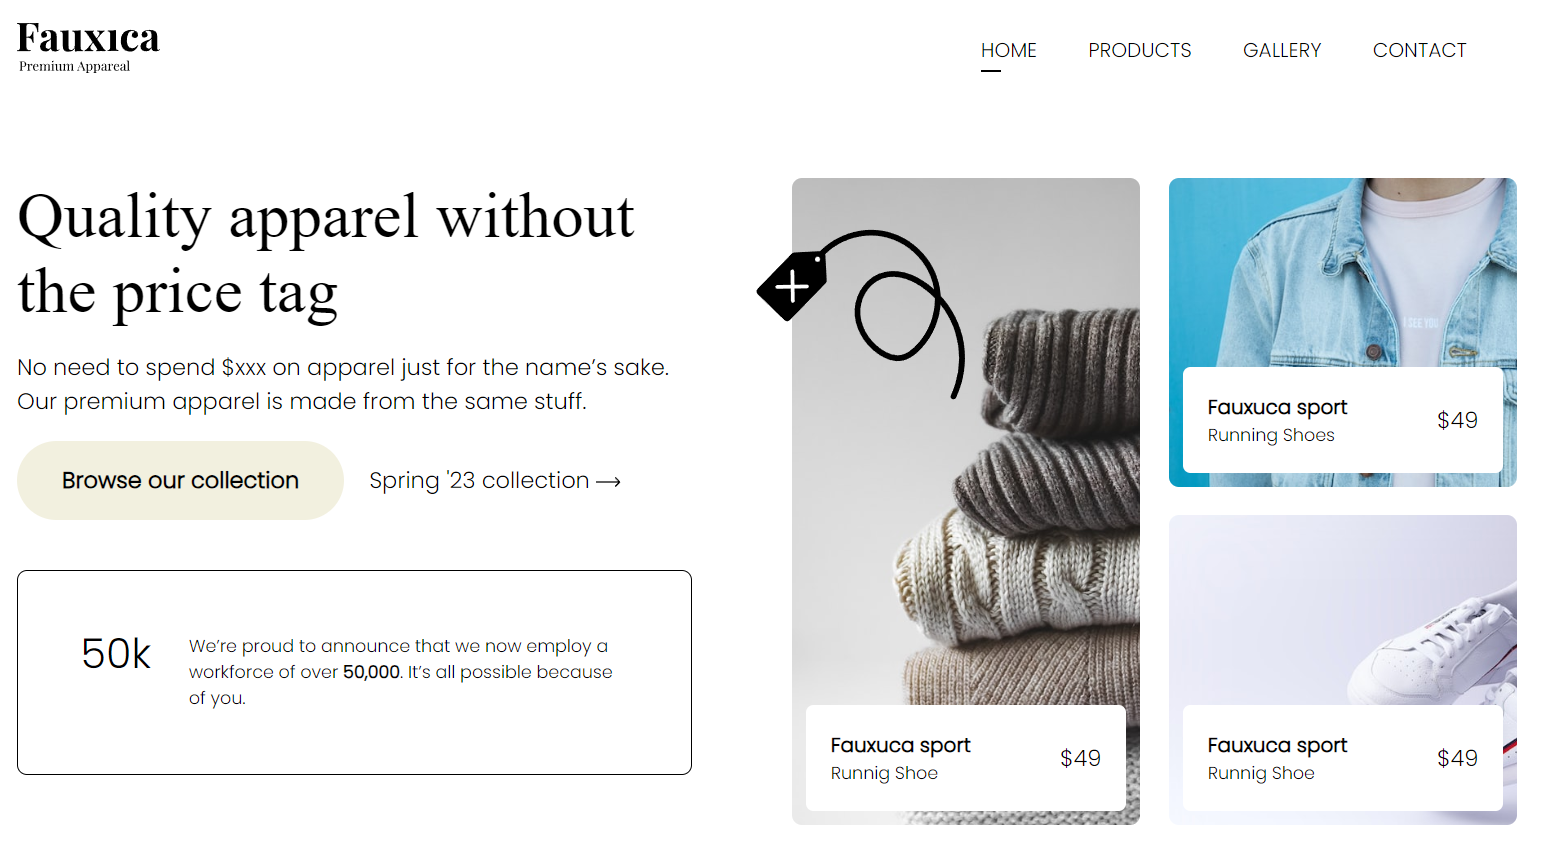 Fauxıca
Premium Appareal
HOME PRODUCTS GALLERY CONTACT
Quality apparel without
the price tag
No need to spend $xxx on apparel just for the name’s sake.
Our premium apparel is made from the same stuff.
Browse our collection
Spring '23 collection →
50k
We’re proud to announce that we now employ a
workforce of over 50,000. It’s all possible because
of you.
Fauxuca sport
Runnig Shoe
$49
I SEE YOU
Fauxuca sport
Running Shoes
$49
Fauxuca sport
Runnig Shoe
$49